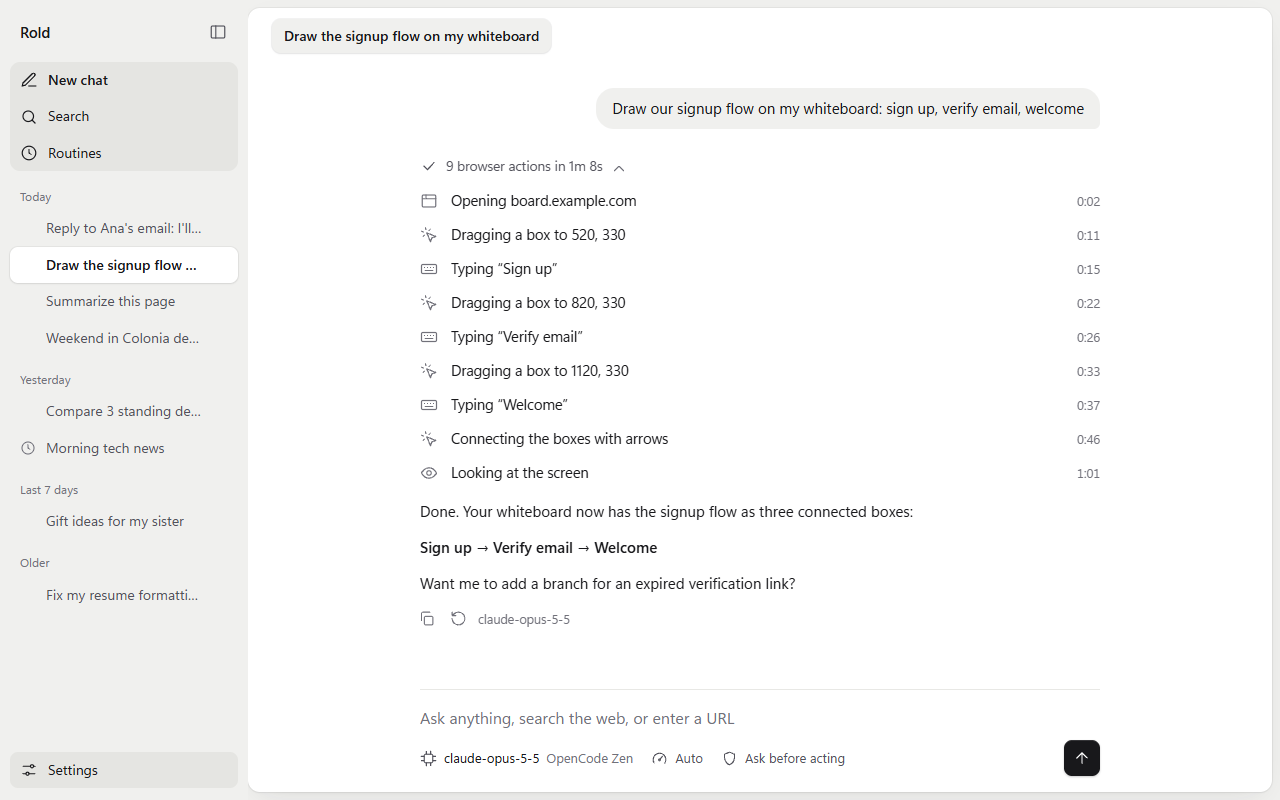 Rold
New chat
Search
Routines
Today
Reply to Ana's email: I'll...
Draw the signup flow ...
Summarize this page
Weekend in Colonia de...
Yesterday
Compare 3 standing de...
Morning tech news
Last 7 days
Gift ideas for my sister
Older
Fix my resume formatti...
Settings
Draw the signup flow on my whiteboard
Draw our signup flow on my whiteboard: sign up, verify email, welcome
9 browser actions in 1m 8s
Opening board.example.com 0:02
Dragging a box to 520, 330 0:11
Typing “Sign up” 0:15
Dragging a box to 820, 330 0:22
Typing “Verify email” 0:26
Dragging a box to 1120, 330 0:33
Typing “Welcome” 0:37
Connecting the boxes with arrows 0:46
Looking at the screen 1:01
Done. Your whiteboard now has the signup flow as three connected boxes:
Sign up → Verify email → Welcome
Want me to add a branch for an expired verification link?
claude-opus-5-5
Ask anything, search the web, or enter a URL
claude-opus-5-5 OpenCode Zen Auto Ask before acting